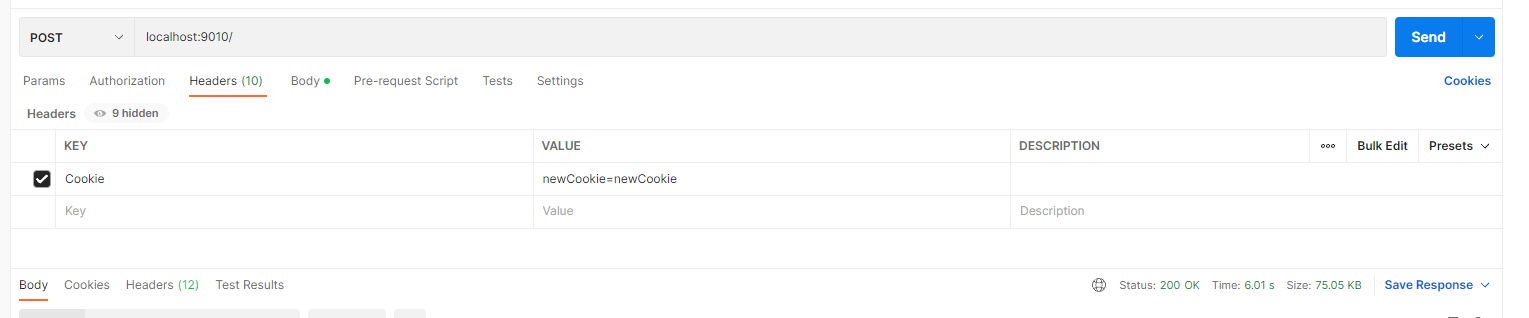 POST localhost:9010/ Send
Params Authorization Headers (10) Body Pre-request Script Tests Settings Cookies
Headers 9 hidden
KEY VALUE DESCRIPTION Bulk Edit Presets
Cookie newCookie=newCookie
Key Value Description
Body Cookies Headers (12) Test Results Status: 200 OK Time: 6.01 s Size: 75.05 KB Save Response